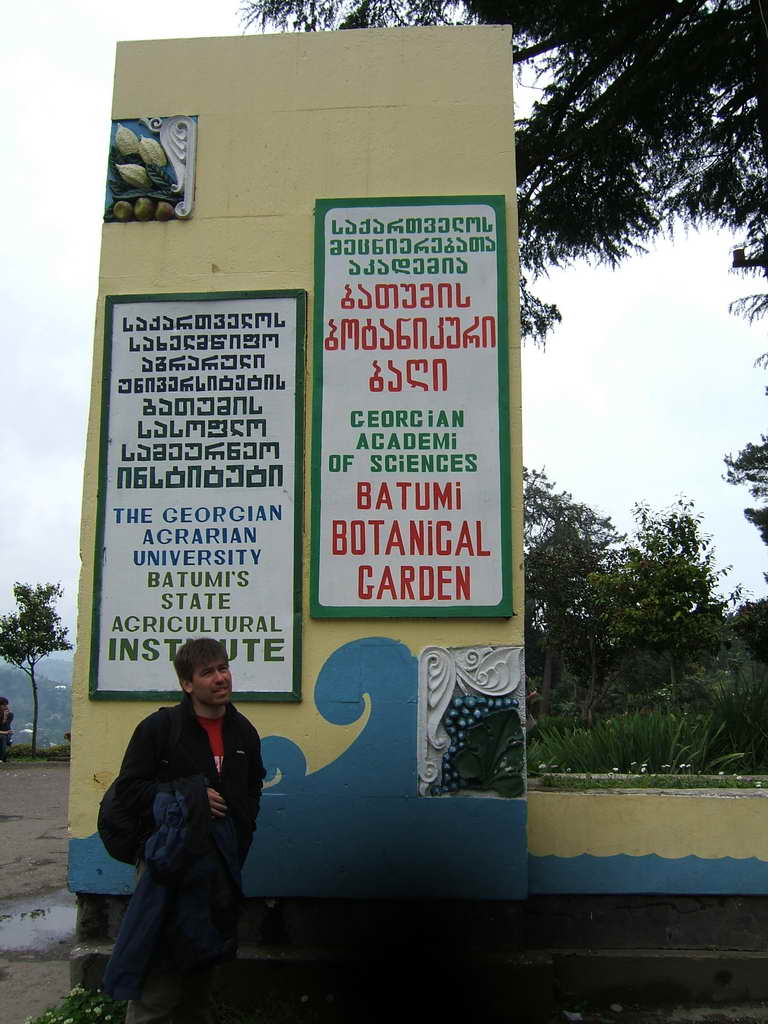 საქართველოს
სახელმწიფო
აგრარული
უნივერსიტეტის
ბათუმის
სასოფლო
სამეურნეო
ინსტიტუტი
THE GEORGIAN
AGRARIAN
UNIVERSITY
BATUMI'S
STATE
AGRICULTURAL
INSTITUTE
საქართველოს
მეცნიერებათა
აკადემია
ბათუმის
ბოტანიკური
ბაღი
GEORGiAN
ACADEMi
OF SCiENCES
BATUMi
BOTANiCAL
GARDEN